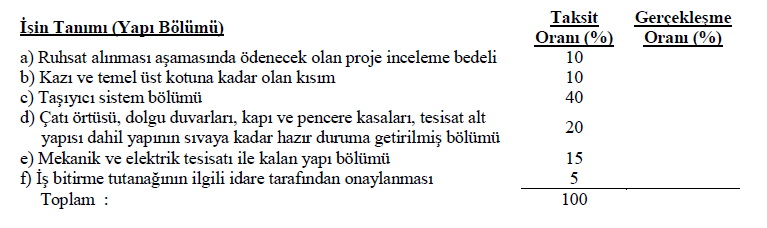 İşin Tanımı (Yapı Bölümü) Taksit Oranı (%) Gerçekleşme Oranı (%)
a) Ruhsat alınması aşamasında ödenecek olan proje inceleme bedeli 10
b) Kazı ve temel üst kotuna kadar olan kısım 10
c) Taşıyıcı sistem bölümü 40
d) Çatı örtüsü, dolgu duvarları, kapı ve pencere kasaları, tesisat alt
yapısı dahil yapının sıvaya kadar hazır duruma getirilmiş bölümü 20
e) Mekanik ve elektrik tesisatı ile kalan yapı bölümü 15
f) İş bitirme tutanağının ilgili idare tarafından onaylanması 5
Toplam : 100